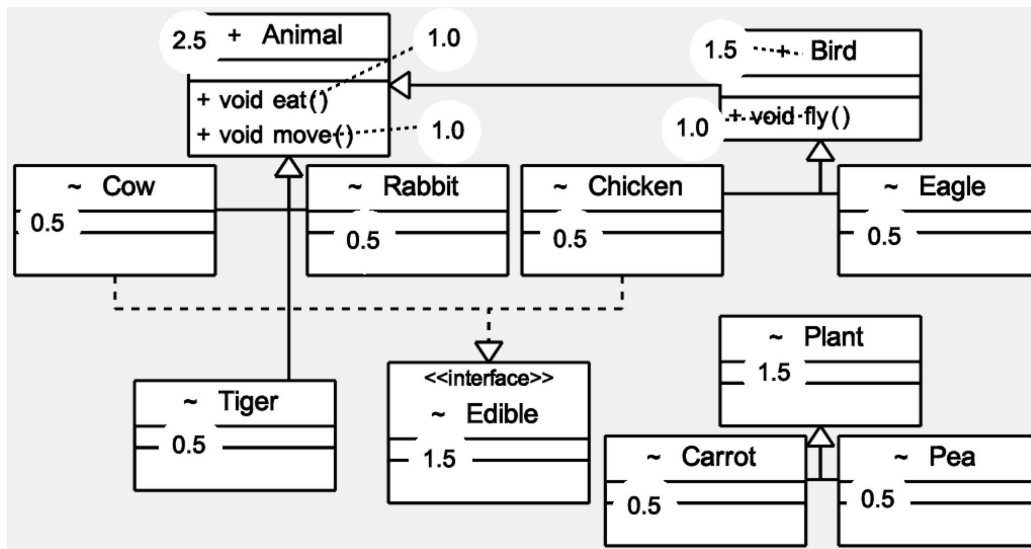 2.5 + Animal
1.0
1.5 + Bird
+ void eat()
+ void move()
1.0
1.0 + void fly()
~ Cow
0.5
~ Rabbit
0.5
~ Chicken
0.5
~ Eagle
0.5
~ Tiger
0.5
<<interface>>
~ Edible
1.5
~ Plant
1.5
~ Carrot
0.5
~ Pea
0.5